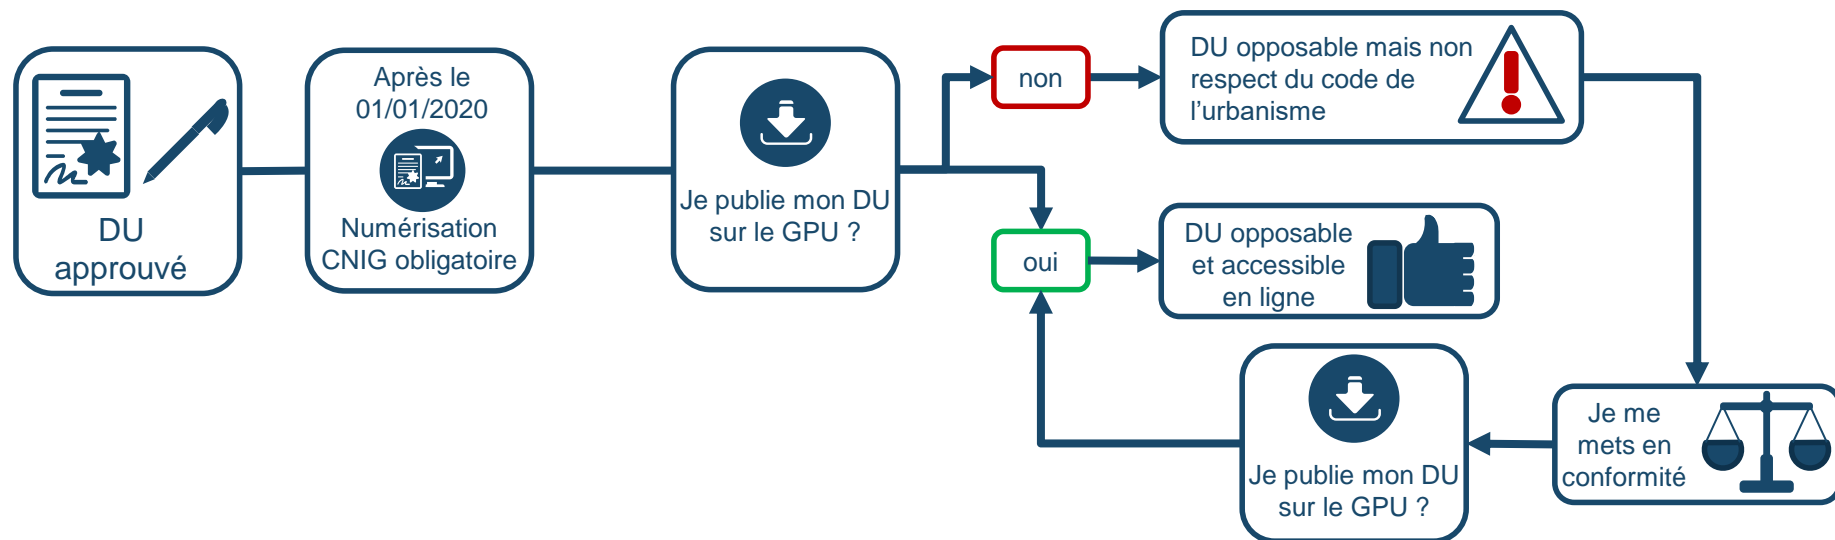 DU
approuvé
Après le
01/01/2020
Numérisation
CNIG obligatoire
Je publie mon DU
sur le GPU ?
non
DU opposable mais non
respect du code de
l'urbanisme
oui
DU opposable
et accessible
en ligne
Je me
mets en
conformité
Je publie mon DU
sur le GPU ?